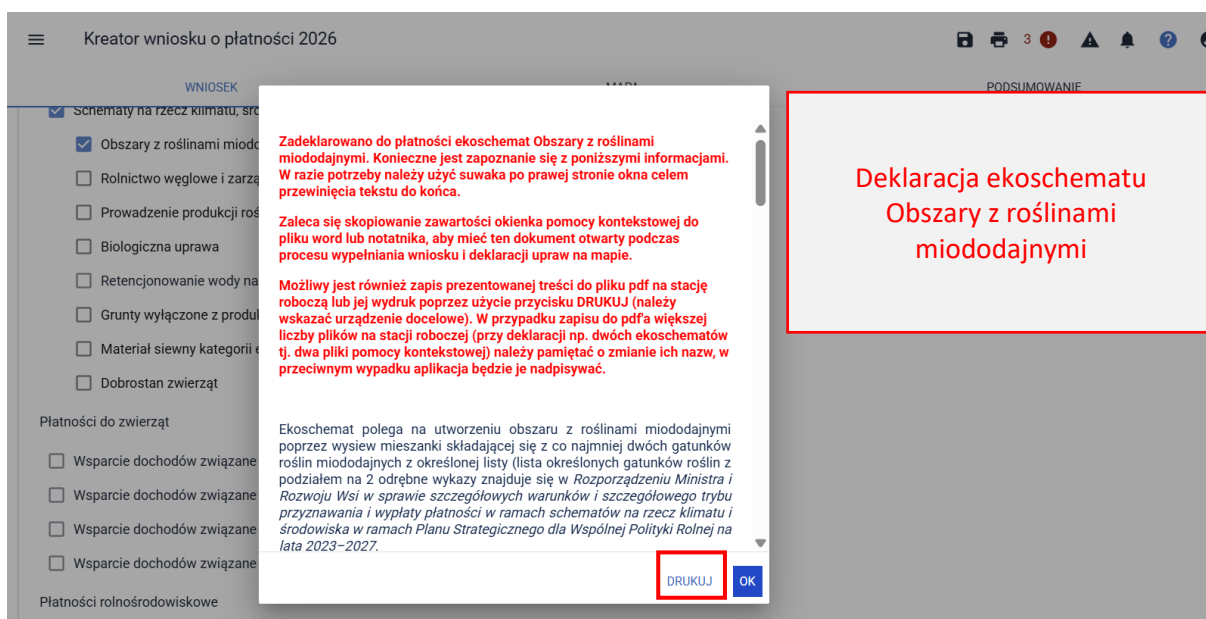 Kreator wniosku o płatności 2026
3
WNIOSEK
PODSUMOWANIE
Schematy na rzecz klimatu,
Obszary z roślinami
Rolnictwo węglowe i
Prowadzenie produkcji
Biologiczna uprawa
Retencjonowanie wody na
Grunty wyłączone z
Materiał siewny kategorii
Dobrostan zwierząt
Płatności do zwierząt
Wsparcie dochodów związane
Wsparcie dochodów związane
Wsparcie dochodów związane
Wsparcie dochodów związane
Płatności rolnośrodowiskowe
Zadeklarowano do płatności ekoschemat Obszary z roślinami
miododajnymi. Konieczne jest zapoznanie się z poniższymi informacjami.
W razie potrzeby należy użyć suwaka po prawej stronie okna celem
przewinięcia tekstu do końca.
Zaleca się skopiowanie zawartości okienka pomocy kontekstowej do
pliku word lub notatnika, aby mieć ten dokument otwarty podczas
procesu wypełniania wniosku i deklaracji upraw na mapie.
Możliwy jest również zapis prezentowanej treści do pliku pdf na stację
roboczą lub jej wydruk poprzez użycie przycisku DRUKUJ (należy
wskazać urządzenie docelowe). W przypadku zapisu do pdf'a większej
liczby plików na stacji roboczej (przy deklaracji np. dwóch ekoschematów
tj. dwa pliki pomocy kontekstowej) należy pamiętać o zmianie ich nazw, w
przeciwnym wypadku aplikacja będzie je nadpisywać.
Ekoschemat polega na utworzeniu obszaru z roślinami miododajnymi
poprzez wysiew mieszanki składającej się z co najmniej dwóch gatunków
roślin miododajnych z określonej listy (lista określonych gatunków roślin z
podziałem na 2 odrębne wykazy znajduje się w Rozporządzeniu Ministra i
Rozwoju Wsi w sprawie szczegółowych warunków i szczegółowego trybu
przyznawania i wypłaty płatności w ramach schematów na rzecz klimatu i
środowiska w ramach Planu Strategicznego dla Wspólnej Polityki Rolnej na
lata 2023–2027.
DRUKUJ
OK
Deklaracja ekoschematu
Obszary z roślinami
miododajnymi